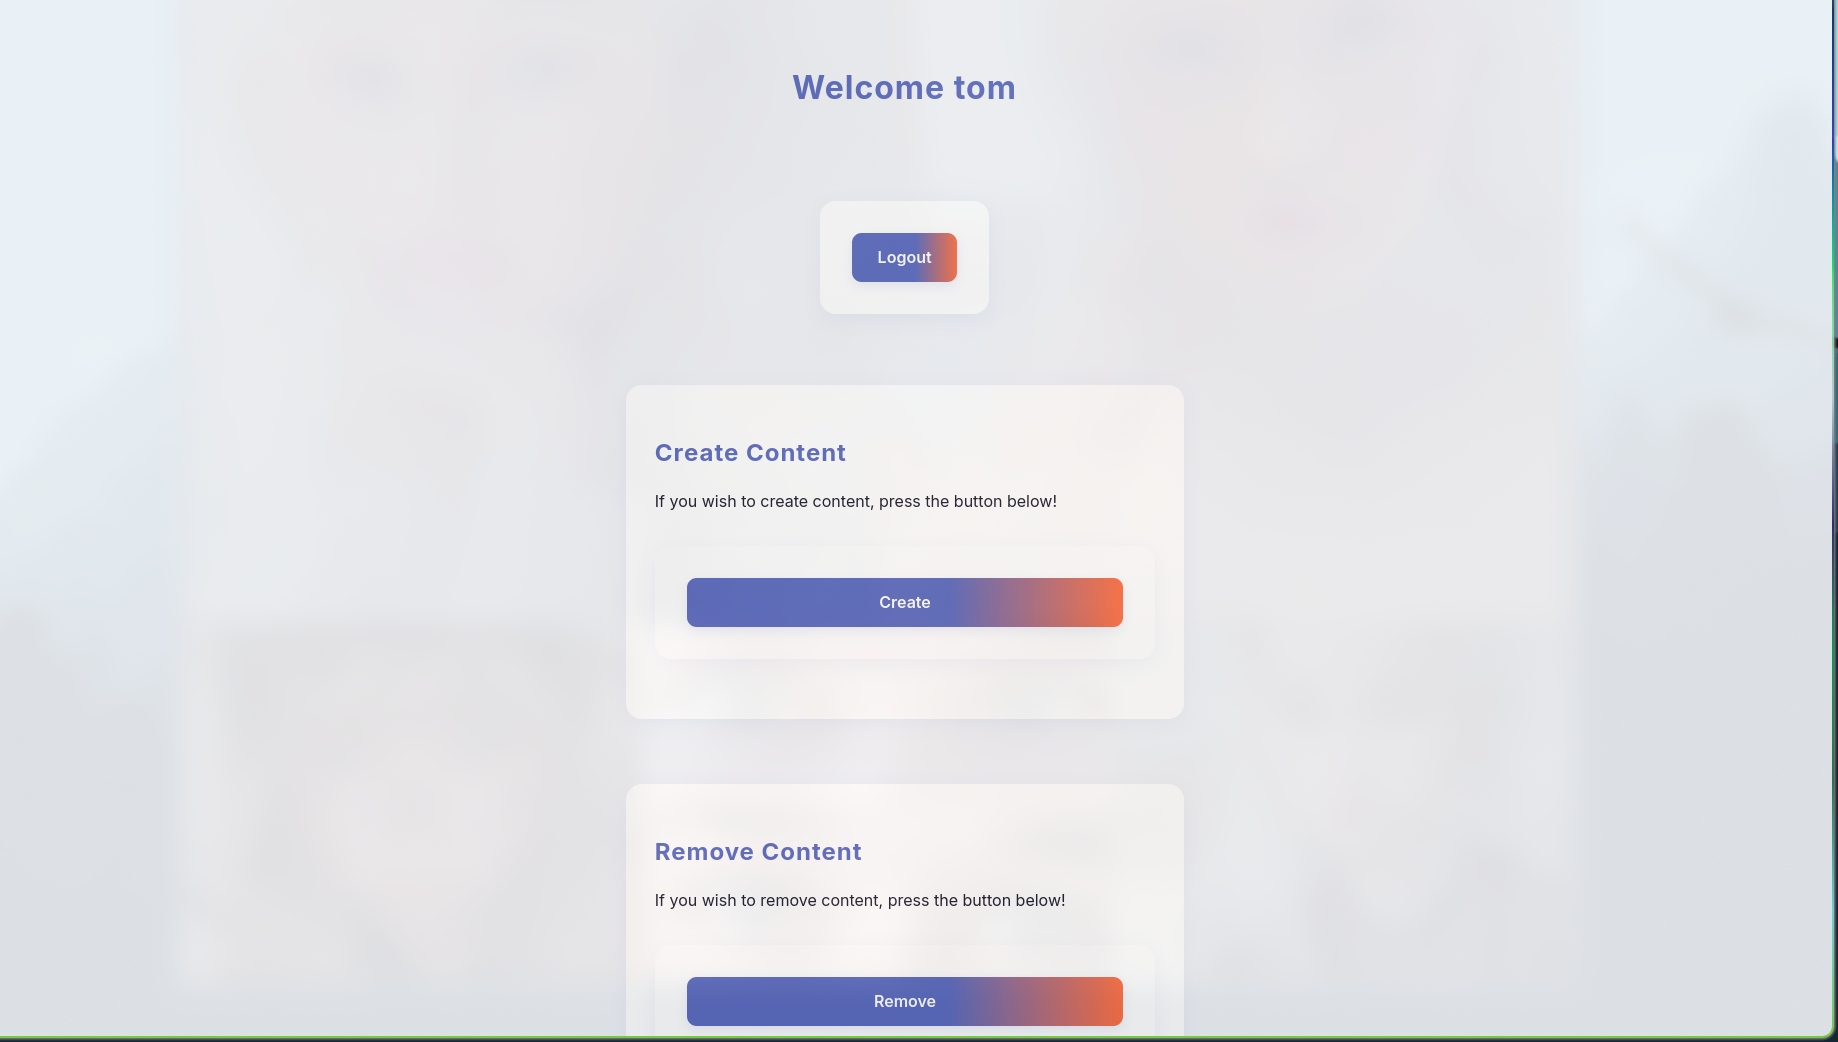 Welcome tom
Logout
Create Content
If you wish to create content, press the button below!
Create
Remove Content
If you wish to remove content, press the button below!
Remove